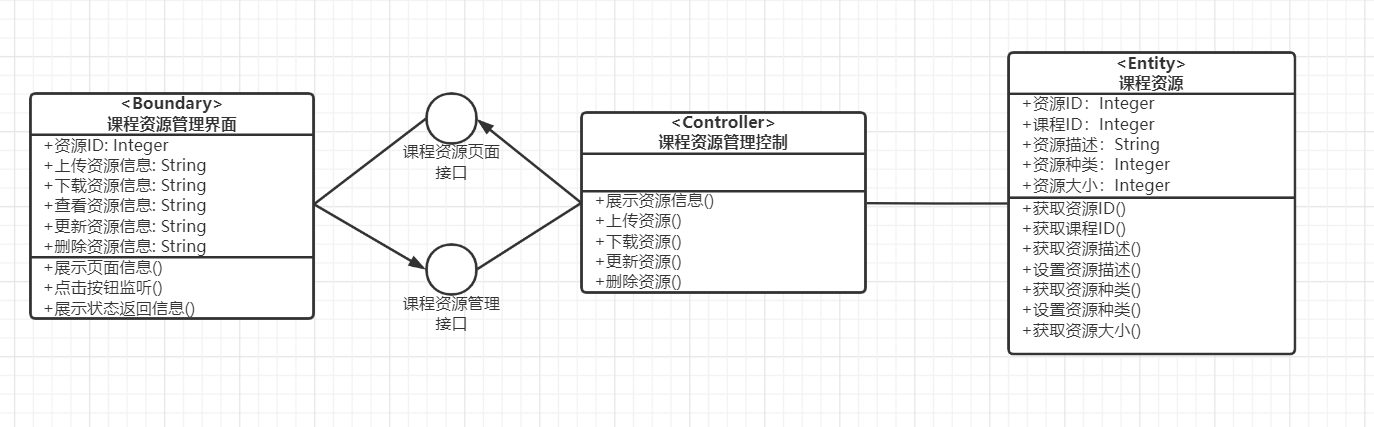 <Boundary>
课程资源管理界面
+资源ID: Integer
+上传资源信息: String
+下载资源信息: String
+查看资源信息: String
+更新资源信息: String
+删除资源信息: String
+展示页面信息()
+点击按钮监听()
+展示状态返回信息()
课程资源页面
接口
课程资源管理
接口
<Controller>
课程资源管理控制
+展示资源信息()
+上传资源()
+下载资源()
+更新资源()
+删除资源()
<Entity>
课程资源
+资源ID：Integer
+课程ID：Integer
+资源描述：String
+资源种类：Integer
+资源大小：Integer
+获取资源ID()
+获取课程ID()
+获取资源描述()
+设置资源描述()
+获取资源种类()
+设置资源种类()
+获取资源大小()